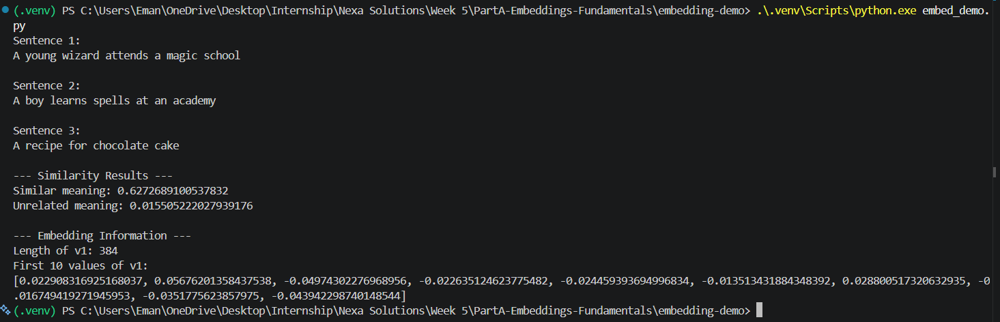 (.venv) PS C:\Users\Eman\OneDrive\Desktop\Internship\Nexa Solutions\Week 5\PartA-Embeddings-Fundamentals\embedding-demo> .\.venv\Scripts\python.exe embed_demo.
py
Sentence 1:
A young wizard attends a magic school
Sentence 2:
A boy learns spells at an academy
Sentence 3:
A recipe for chocolate cake
--- Similarity Results ---
Similar meaning: 0.6272689100537832
Unrelated meaning: 0.015505222027939176
--- Embedding Information ---
Length of v1: 384
First 10 values of v1:
[0.022908316925168037, 0.05676201358437538, -0.04974302276968956, -0.022635124623775482, -0.024459393694996834, -0.013513431884348392, 0.028800517320632935, -0
.016749419271945953, -0.0351775623857975, -0.043942298740148544]
(.venv) PS C:\Users\Eman\OneDrive\Desktop\Internship\Nexa Solutions\Week 5\PartA-Embeddings-Fundamentals\embedding-demo>